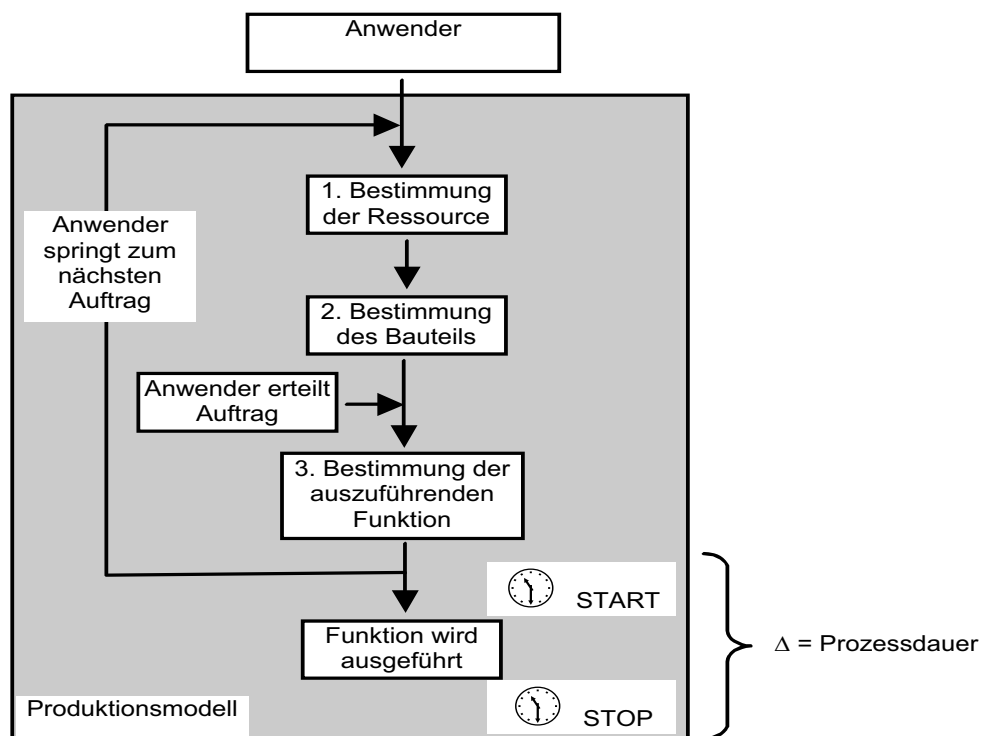 Anwender
1. Bestimmung
der Ressource
Anwender
springt zum
nächsten
Auftrag
2. Bestimmung
des Bauteils
Anwender erteilt
Auftrag
3. Bestimmung der
auszuführenden
Funktion
START
Funktion wird
ausgeführt
Δ = Prozessdauer
Produktionsmodell
STOP